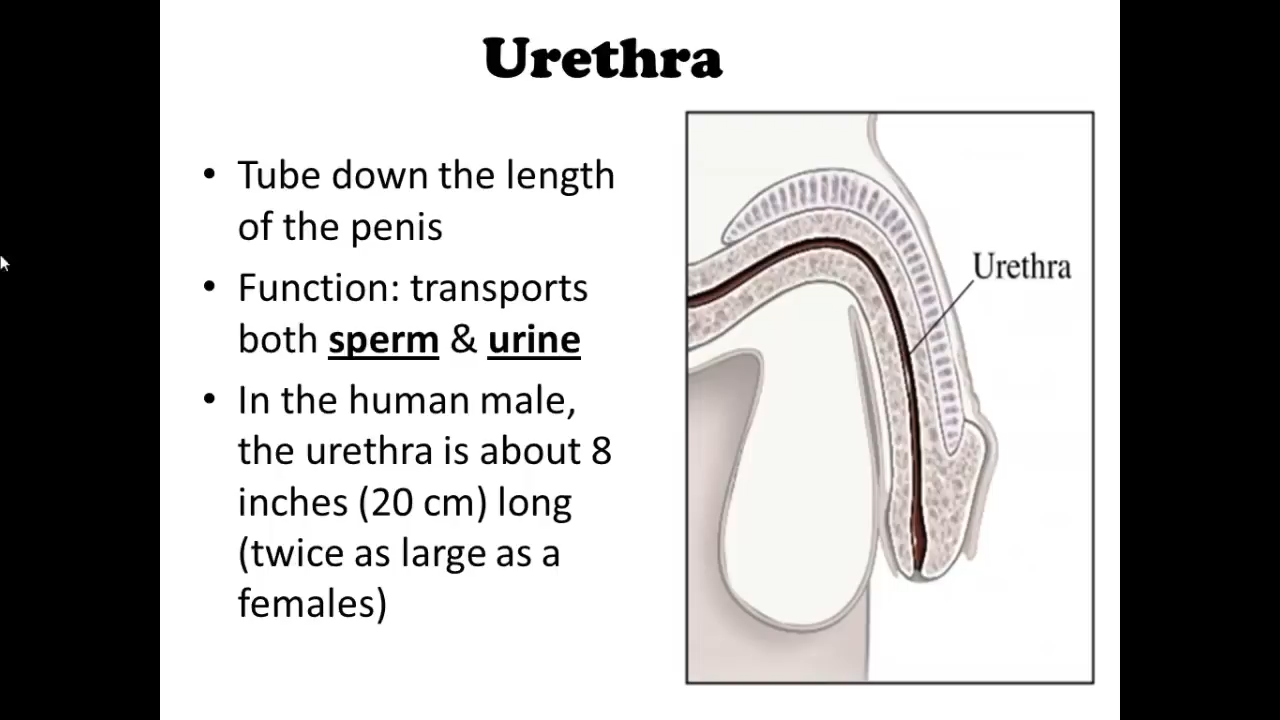 Urethra
• Tube down the length
of the penis
• Function: transports
both sperm & urine
• In the human male,
the urethra is about 8
inches (20 cm) long
(twice as large as a
females)
Urethra